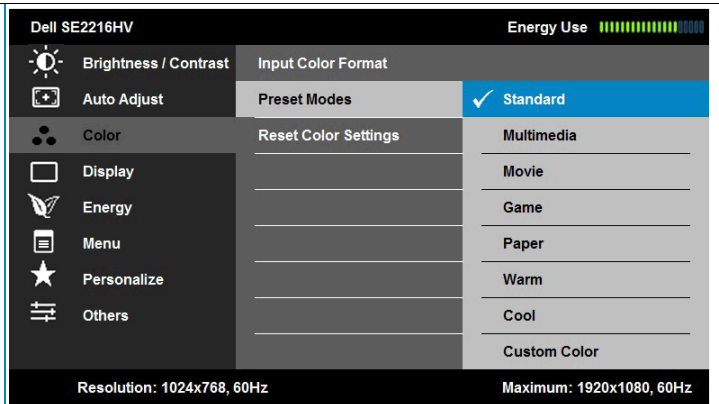 Dell SE2216HV Energy Use
Brightness / Contrast Input Color Format
Auto Adjust Preset Modes Standard
Color Reset Color Settings Multimedia
Display Movie
Energy Game
Menu Paper
Personalize Warm
Others Cool
Custom Color
Resolution: 1024x768, 60Hz Maximum: 1920x1080, 60Hz